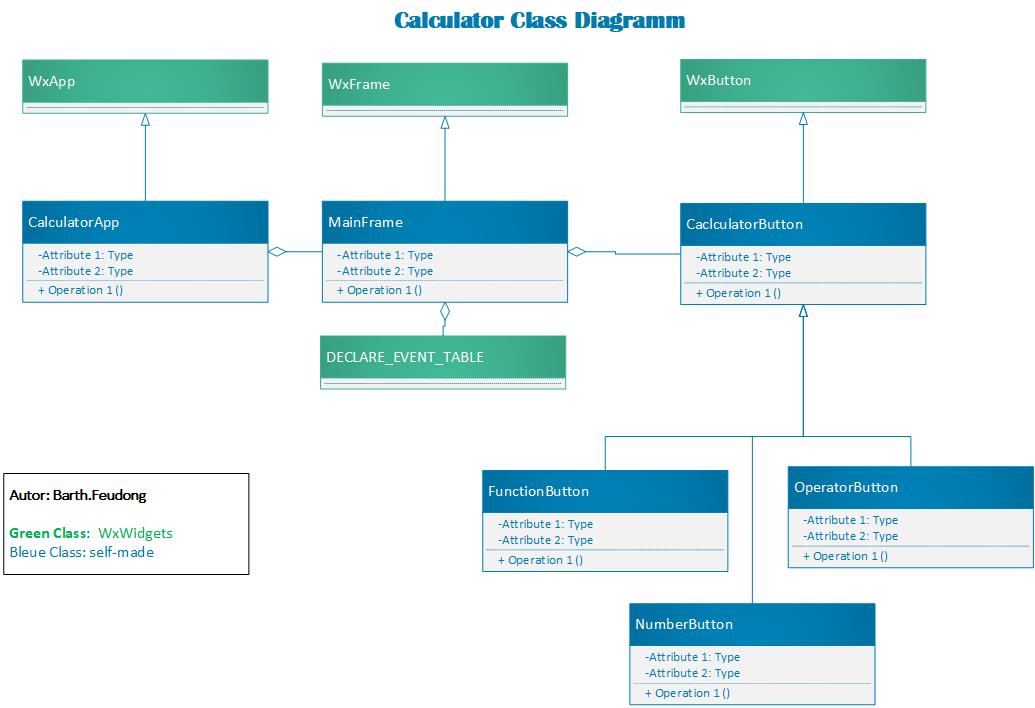 Calculator Class Diagramm
WxApp
WxFrame
WxButton
CalculatorApp
-Attribute 1: Type
-Attribute 2: Type
+ Operation 1 ()
MainFrame
-Attribute 1: Type
-Attribute 2: Type
+ Operation 1 ()
CaclculatorButton
-Attribute 1: Type
-Attribute 2: Type
+ Operation 1 ()
DECLARE_EVENT_TABLE
Autor: Barth.Feudong
Green Class: WxWidgets
Bleue Class: self-made
FunctionButton
-Attribute 1: Type
-Attribute 2: Type
+ Operation 1 ()
OperatorButton
-Attribute 1: Type
-Attribute 2: Type
+ Operation 1 ()
NumberButton
-Attribute 1: Type
-Attribute 2: Type
+ Operation 1 ()